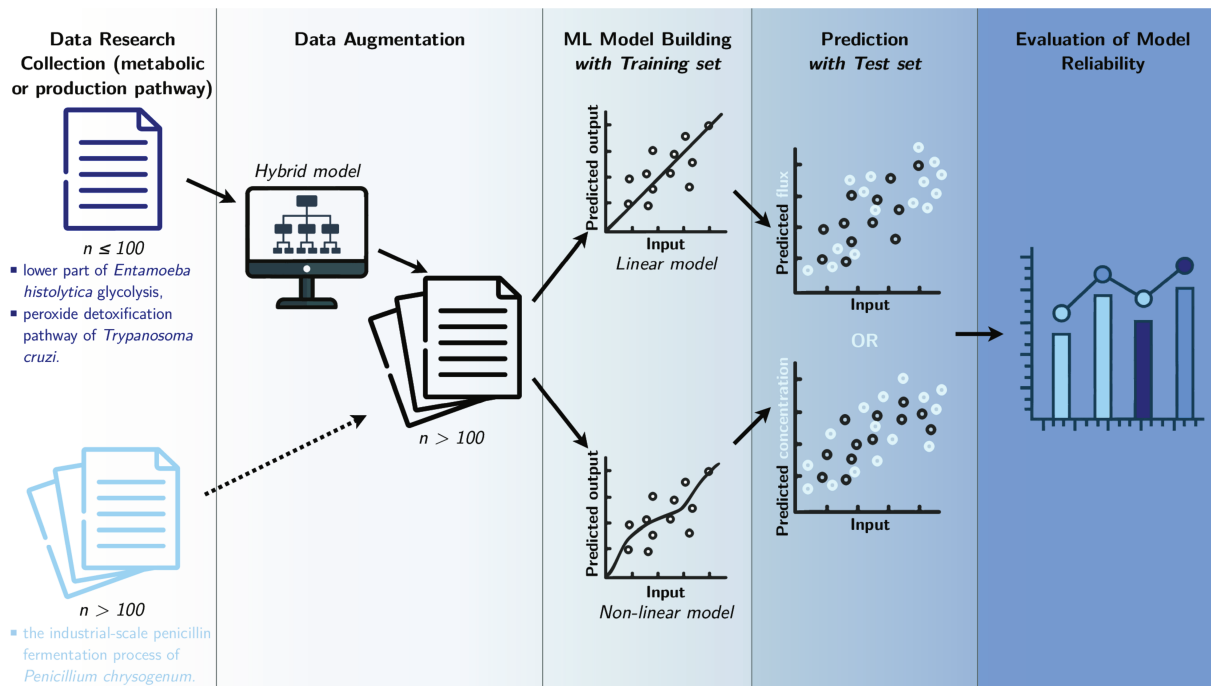 Data Research
Collection (metabolic
or production pathway)
n ≤ 100
▪ lower part of Entamoeba
histolytica glycolysis,
▪ peroxide detoxification
pathway of Trypanosoma
cruzi.
n > 100
▪ the industrial-scale penicillin
fermentation process of
Penicillium chrysogenum.
Data Augmentation
Hybrid model
n > 100
ML Model Building
with Training set
Predicted output
Input
Linear model
Predicted output
Input
Non-linear model
Prediction
with Test set
Predicted flux
Input
OR
Predicted concentration
Input
Evaluation of Model
Reliability